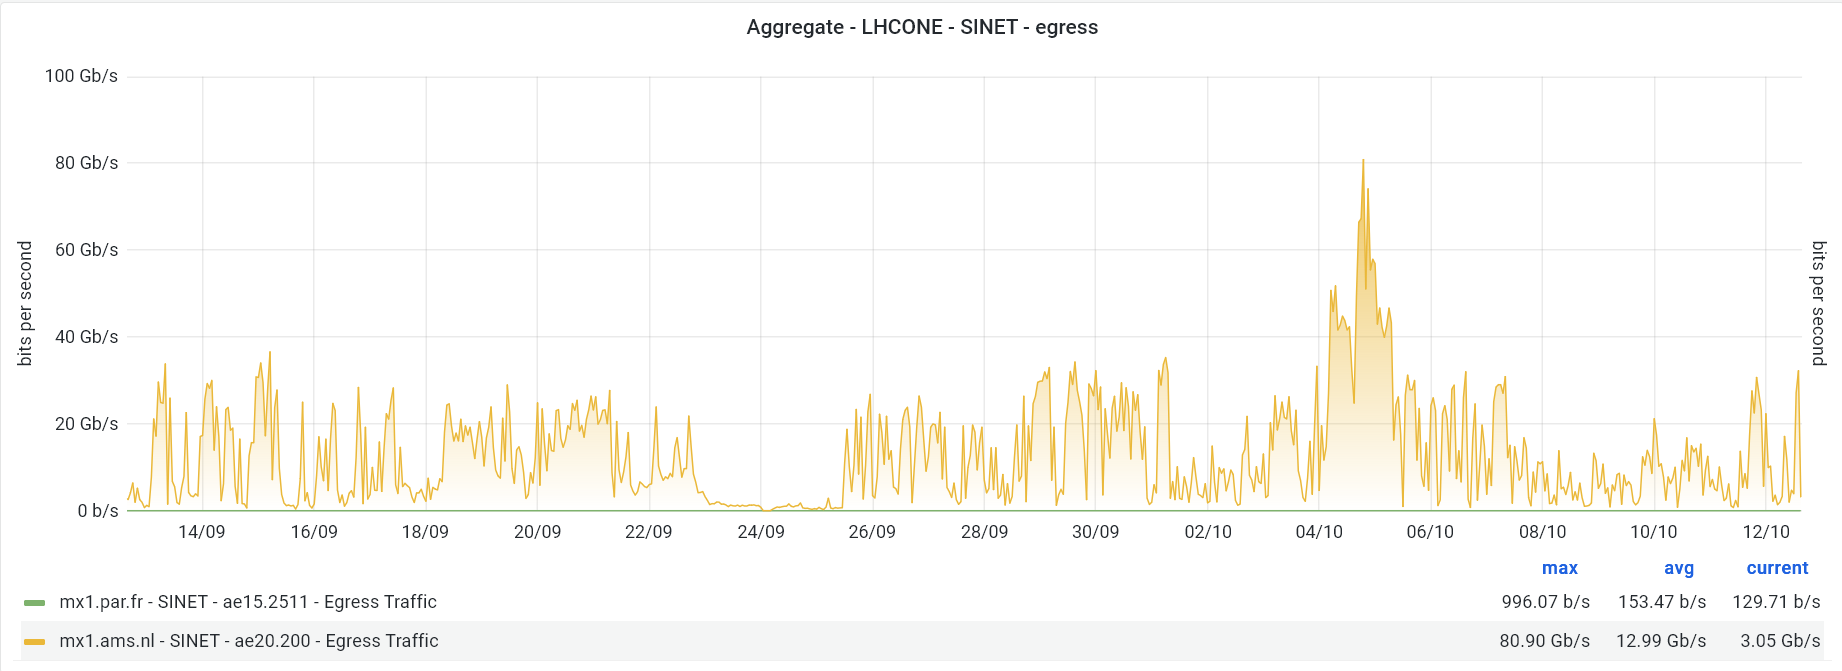 Aggregate - LHCONE - SINET - egress
100 Gb/s
80 Gb/s
60 Gb/s
40 Gb/s
20 Gb/s
0 b/s
bits per second
bits per second
14/09 16/09 18/09 20/09 22/09 24/09 26/09 28/09 30/09 02/10 04/10 06/10 08/10 10/10 12/10
max avg current
mx1.par.fr - SINET - ae15.2511 - Egress Traffic 996.07 b/s 153.47 b/s 129.71 b/s
mx1.ams.nl - SINET - ae20.200 - Egress Traffic 80.90 Gb/s 12.99 Gb/s 3.05 Gb/s